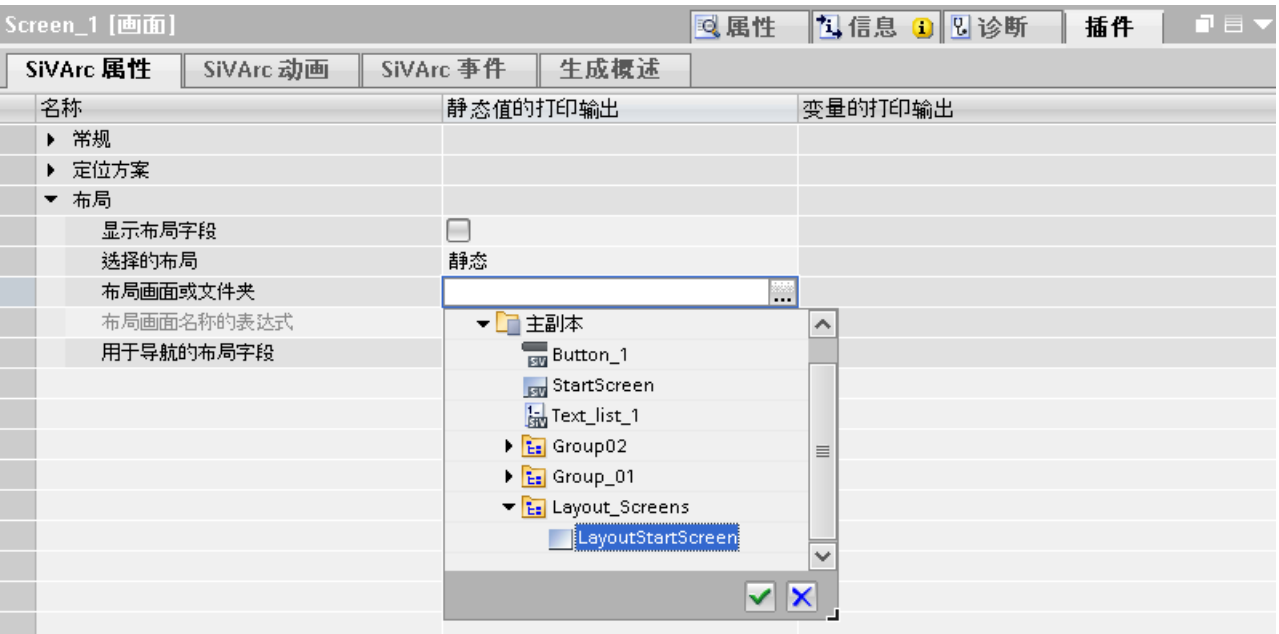 Screen_1 [画面] 属性 信息 诊断 插件
SiVArc 属性 SiVArc 动画 SiVArc 事件 生成概述
名称 静态值的打印输出 变量的打印输出
常规
定位方案
布局
显示布局字段
选择的布局 静态
布局画面或文件夹 ...
布局画面名称的表达式 主副本
用于导航的布局字段 Button_1
StartScreen
Text_list_1
Group02
Group_01
Layout_Screens
LayoutStartScreen